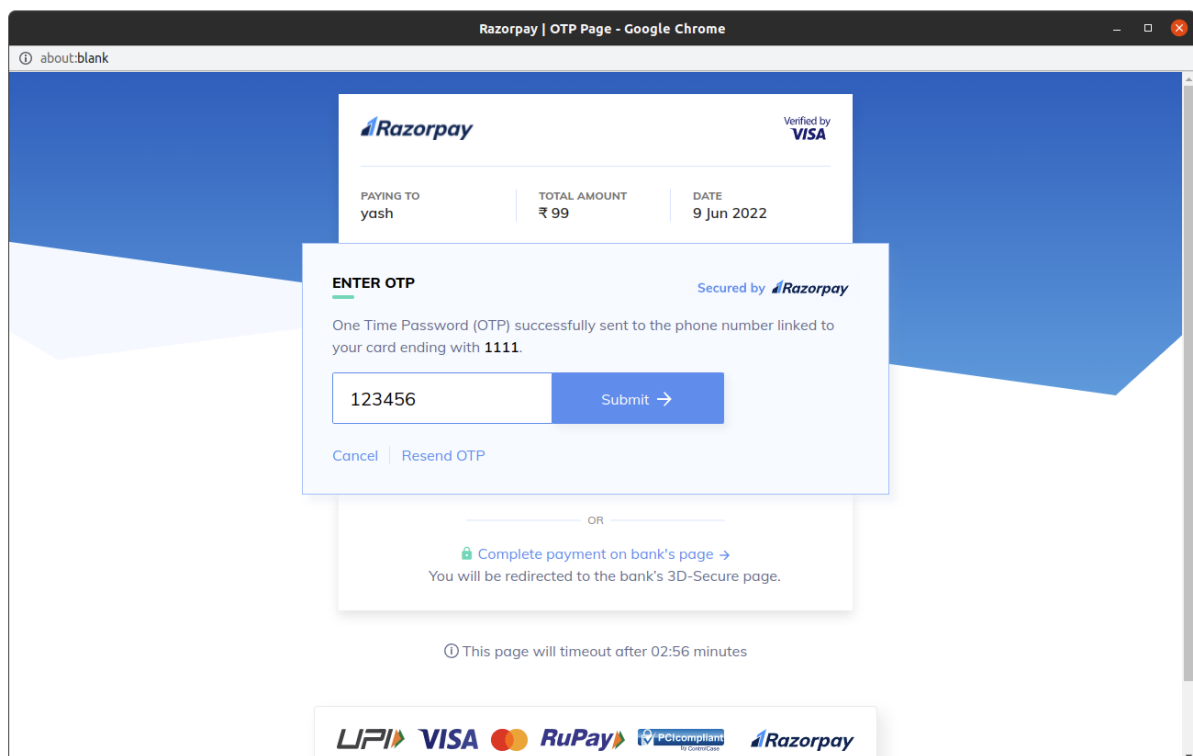 Razorpay | OTP Page - Google Chrome
about:blank
Razorpay
Verified by
VISA
PAYING TO
yash
TOTAL AMOUNT
₹ 99
DATE
9 Jun 2022
ENTER OTP
Secured by Razorpay
One Time Password (OTP) successfully sent to the phone number linked to
your card ending with 1111.
123456
Submit →
Cancel
Resend OTP
OR
Complete payment on bank's page →
You will be redirected to the bank's 3D-Secure page.
This page will timeout after 02:56 minutes
UPI VISA RuPay PCIcompliant Razorpay
by ControlCase